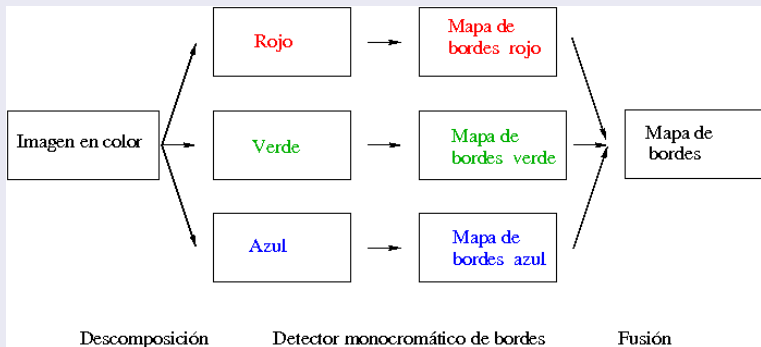 Imagen en color
Rojo
Mapa de
bordes rojo
Verde
Mapa de
bordes verde
Azul
Mapa de
bordes azul
Mapa de
bordes
Descomposición
Detector monocromático de bordes
Fusión